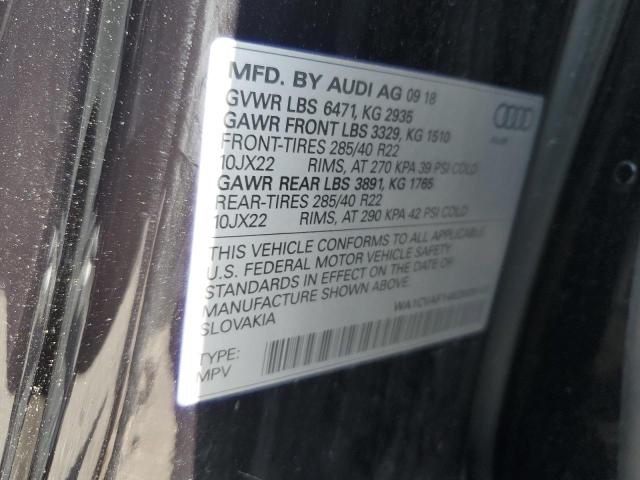 MFD. BY AUDI AG 09 18
GVWR LBS 6471, KG 2935
GAWR FRONT LBS 3329, KG 1510
FRONT-TIRES 285/40 R22
10JX22 RIMS, AT 270 KPA 39 PSI COLD
GAWR REAR LBS 3891, KG 1765
REAR-TIRES 285/40 R22
10JX22 RIMS, AT 290 KPA 42 PSI COLD
THIS VEHICLE CONFORMS TO ALL APPLICABLE
U.S. FEDERAL MOTOR VEHICLE SAFETY
STANDARDS IN EFFECT ON THE DATE OF
MANUFACTURE SHOWN ABOVE.
SLOVAKIA
TYPE:
MPV
Audi